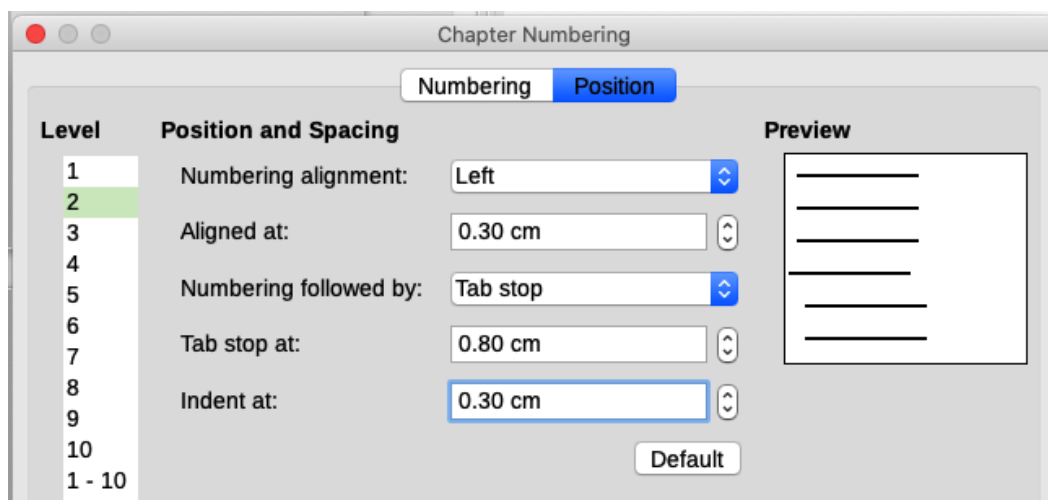 Chapter Numbering
Numbering Position
Level Position and Spacing Preview
1
2
3
4
5
6
7
8
9
10
1 - 10
Numbering alignment: Left
Aligned at: 0.30 cm
Numbering followed by: Tab stop
Tab stop at: 0.80 cm
Indent at: 0.30 cm
Default